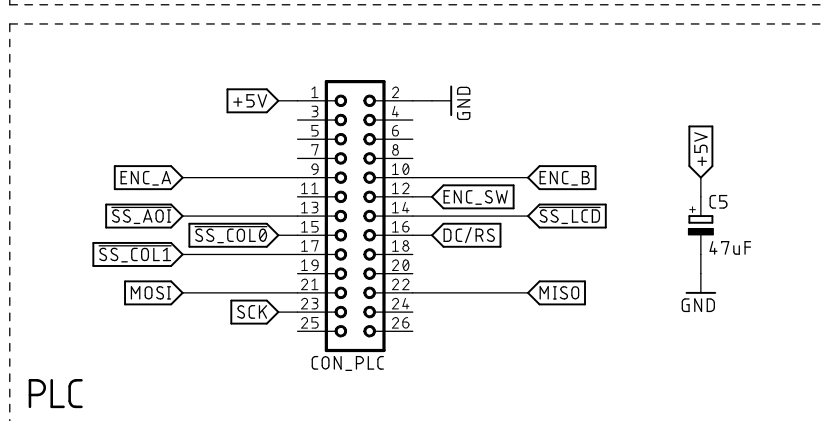 +5V 1 2 GND
3 4
5 6
7 8
ENC_A 9 10 ENC_B
11 12 ENC_SW
SS_AOI 13 14 SS_LCD
SS_COL0 15 16 DC/RS
SS_COL1 17 18
19 20
MOSI 21 22 MISO
SCK 23 24
25 26
CON_PLC
+5V
+
C5
47uF
GND
PLC